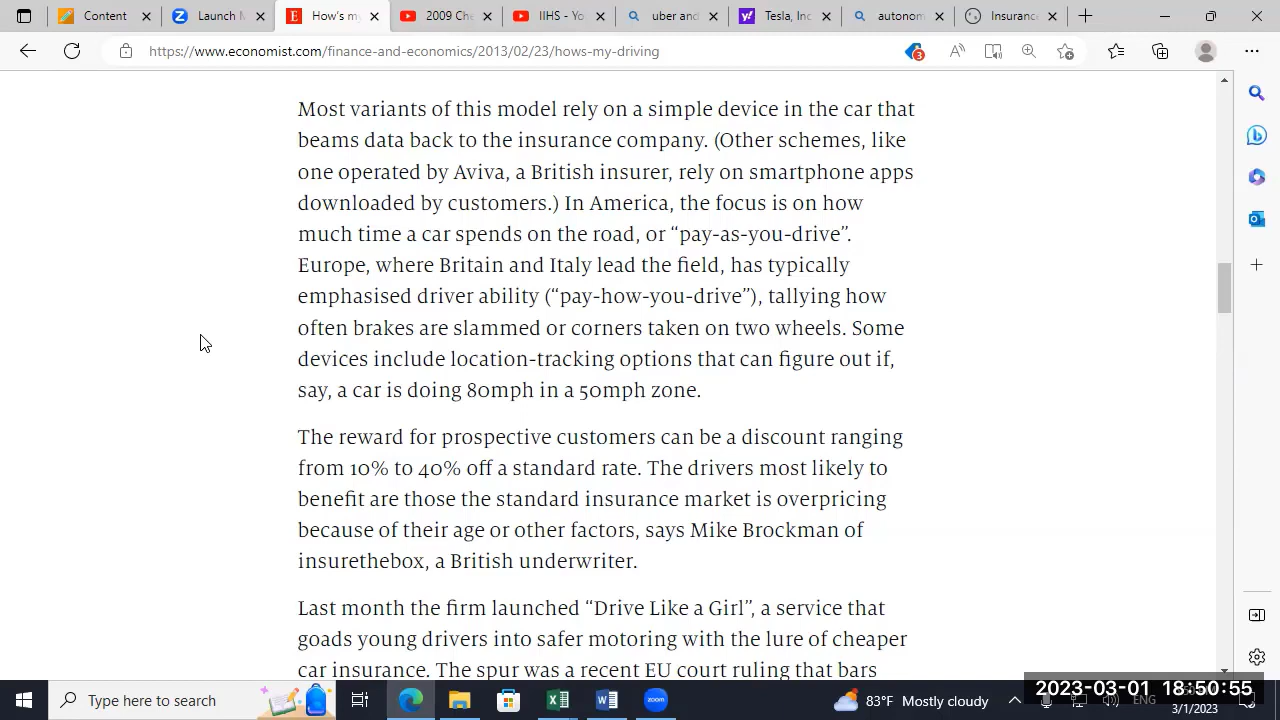 Content
Launch
How's my
2009 Che
IIHS - Yo
uber and
Tesla, Inc
autonom
Insurance
https://www.economist.com/finance-and-economics/2013/02/23/hows-my-driving
3
Most variants of this model rely on a simple device in the car that
beams data back to the insurance company. (Other schemes, like
one operated by Aviva, a British insurer, rely on smartphone apps
downloaded by customers.) In America, the focus is on how
much time a car spends on the road, or “pay-as-you-drive”.
Europe, where Britain and Italy lead the field, has typically
emphasised driver ability (“pay-how-you-drive”), tallying how
often brakes are slammed or corners taken on two wheels. Some
devices include location-tracking options that can figure out if,
say, a car is doing 80mph in a 50mph zone.
The reward for prospective customers can be a discount ranging
from 10% to 40% off a standard rate. The drivers most likely to
benefit are those the standard insurance market is overpricing
because of their age or other factors, says Mike Brockman of
insurethebox, a British underwriter.
Last month the firm launched “Drive Like a Girl”, a service that
goads young drivers into safer motoring with the lure of cheaper
car insurance. The spur was a recent EU court ruling that bars
Type here to search
83°F Mostly cloudy
ENG
2023-03-01 18:50:55
3/1/2023